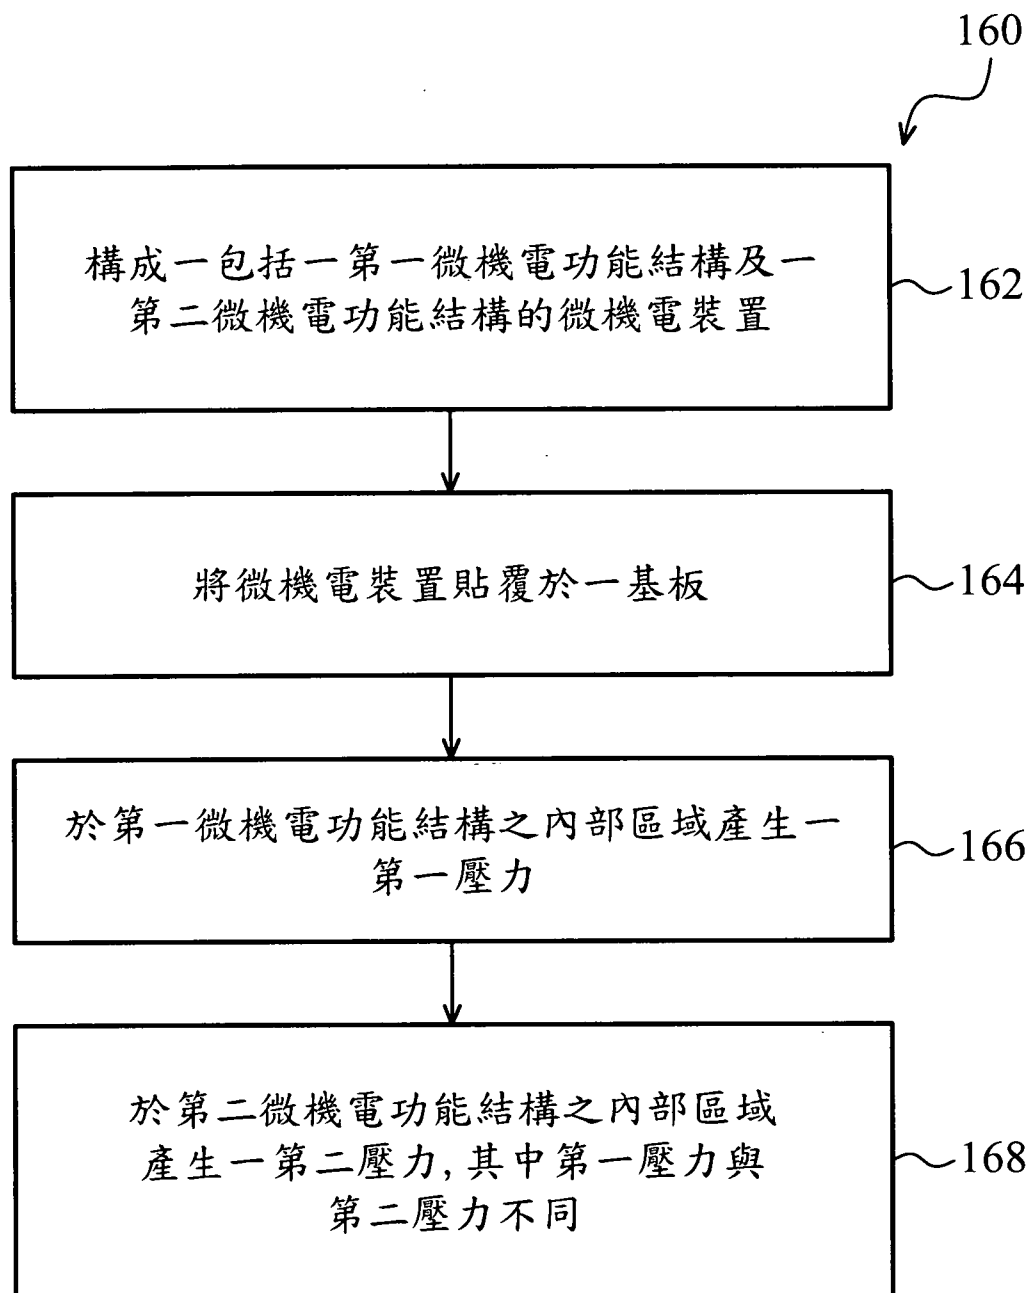 160
構成一包括一第一微機電功能結構及一
第二微機電功能結構的微機電裝置
162
將微機電裝置貼覆於一基板
164
於第一微機電功能結構之內部區域產生一
第一壓力
166
於第二微機電功能結構之內部區域
產生一第二壓力,其中第一壓力與
第二壓力不同
168